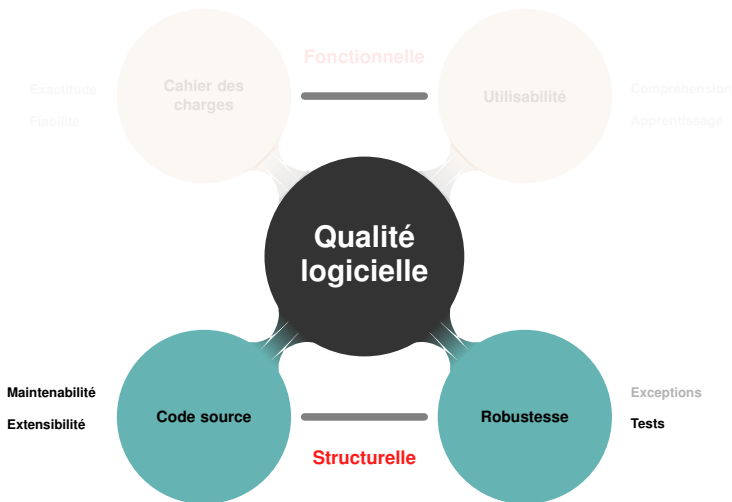 Fonctionnelle
Cahier des
charges
Utilisabilité
Exactitude
Fiabilité
Compréhension
Apprentissage
Qualité
logicielle
Maintenabilité
Extensibilité
Code source
Robustesse
Exceptions
Tests
Structurelle